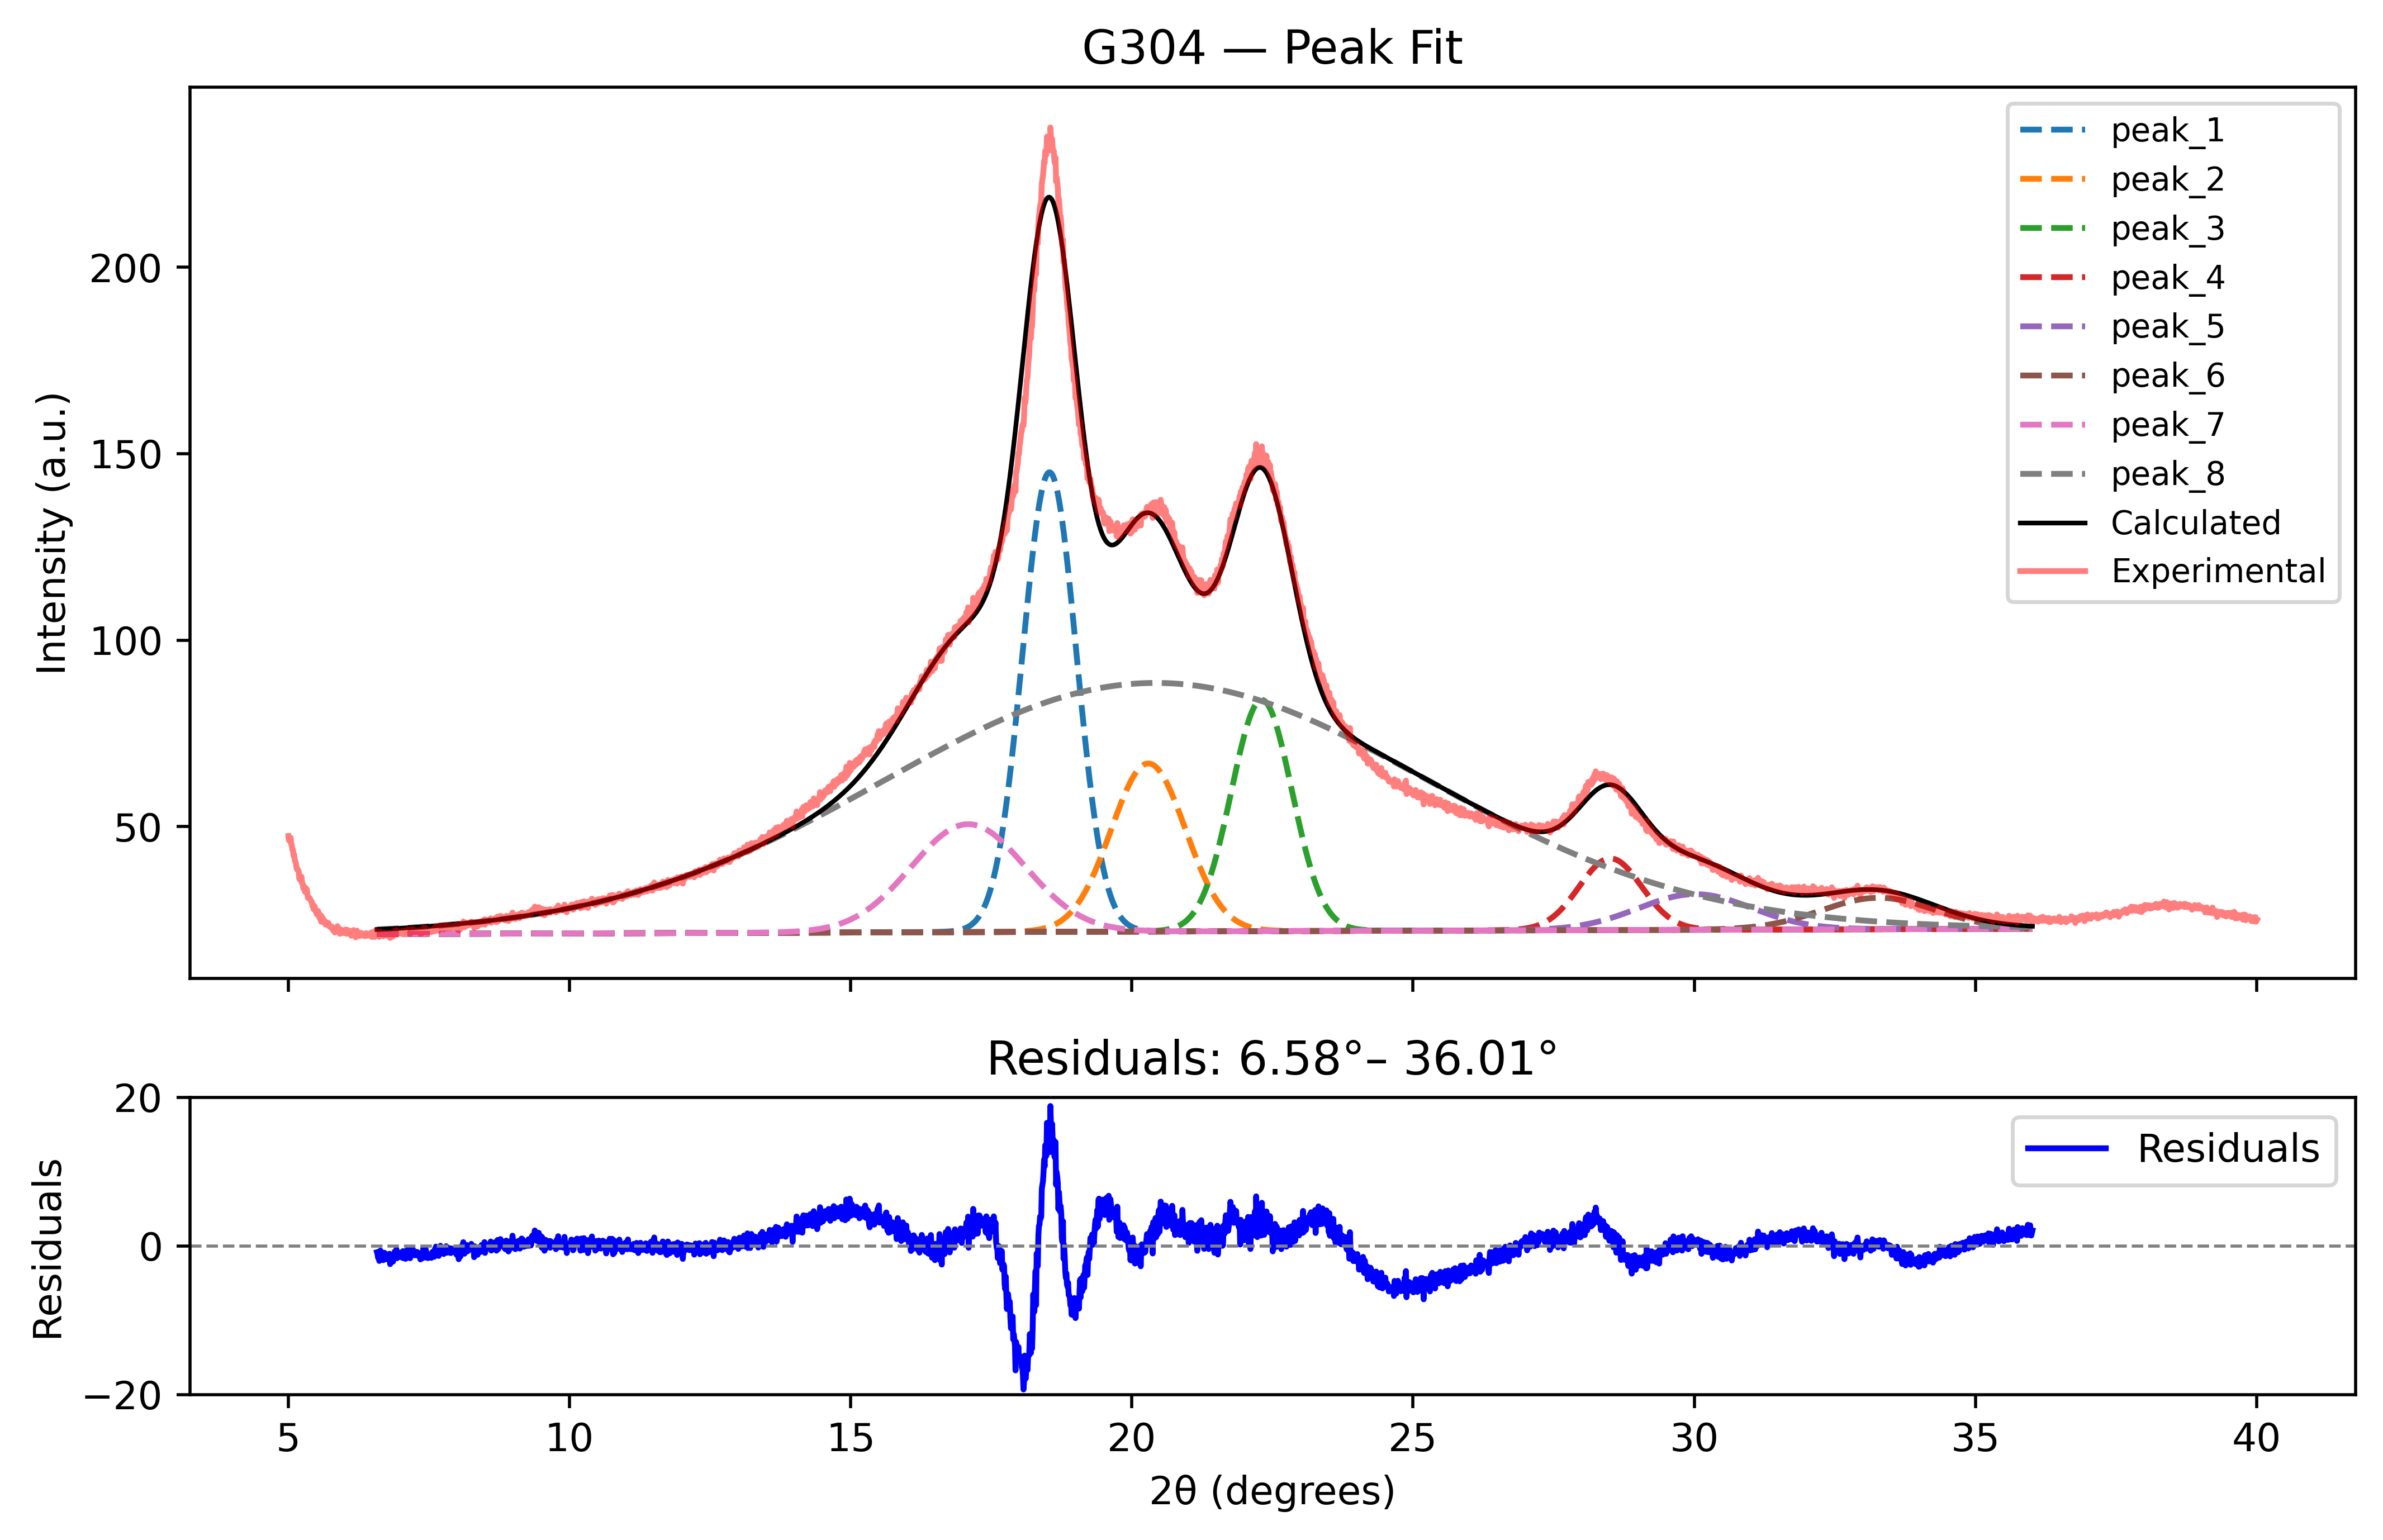 G304 — Peak Fit
Intensity (a.u.)
200
150
100
50
peak_1
peak_2
peak_3
peak_4
peak_5
peak_6
peak_7
peak_8
Calculated
Experimental
Residuals: 6.58°– 36.01°
Residuals
20
0
−20
Residuals
5 10 15 20 25 30 35 40
2θ (degrees)